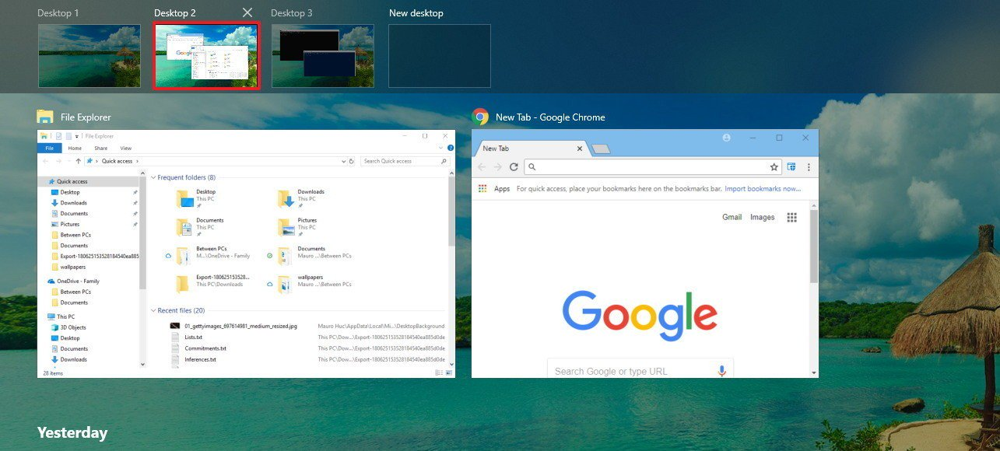 Desktop 1
Desktop 2
Desktop 3
New desktop
File Explorer
File Explorer
File Home Share View
Quick access
Search Quick access
Quick access
Desktop
Downloads
Documents
Pictures
Between PCs
Documents
Export-180625153528184540ea885
wallpapers
OneDrive - Family
Between PCs
Documents
This PC
3D Objects
Desktop
Documents
Downloads
28 items
Frequent folders (8)
Desktop
This PC
Downloads
This PC
Documents
This PC
Pictures
This PC
Between PCs
M...\OneDrive - Family
Documents
Mauro ...\Between PCs
Export-180625153528...
This PC\Downloads
wallpapers
Mauro ...\Between PCs
Recent files (20)
01_gettyimages_697614981_medium_resized.jpg Mauro Huc\AppData\Local\Mi...\DesktopBackground
Lists.txt This PC\Dow...\Export-18062515352818454​0ea885d0de
Commitments.txt This PC\Dow...\Export-180625153528184540ea885d0de
Inferences.txt This PC\Dow...\Export-180625153528184540ea885d0de
New Tab - Google Chrome
New Tab
Apps For quick access, place your bookmarks here on the bookmarks bar. Import bookmarks now...
Gmail Images
Google
Search Google or type URL
Yesterday